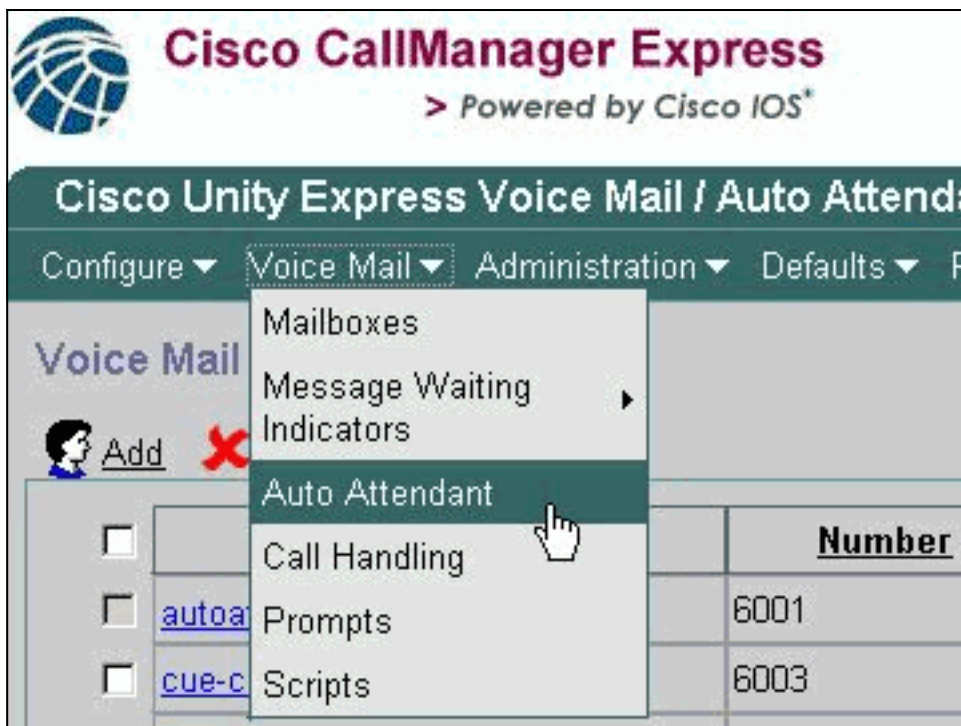 Cisco CallManager Express
> Powered by Cisco IOS®
Cisco Unity Express Voice Mail / Auto
Configure Voice Mail Administration Defaults
Mailboxes
Voice Mail
Message Waiting
Indicators
Add
Auto Attendant
Call Handling
Number
6001
Prompts
6003
Scripts